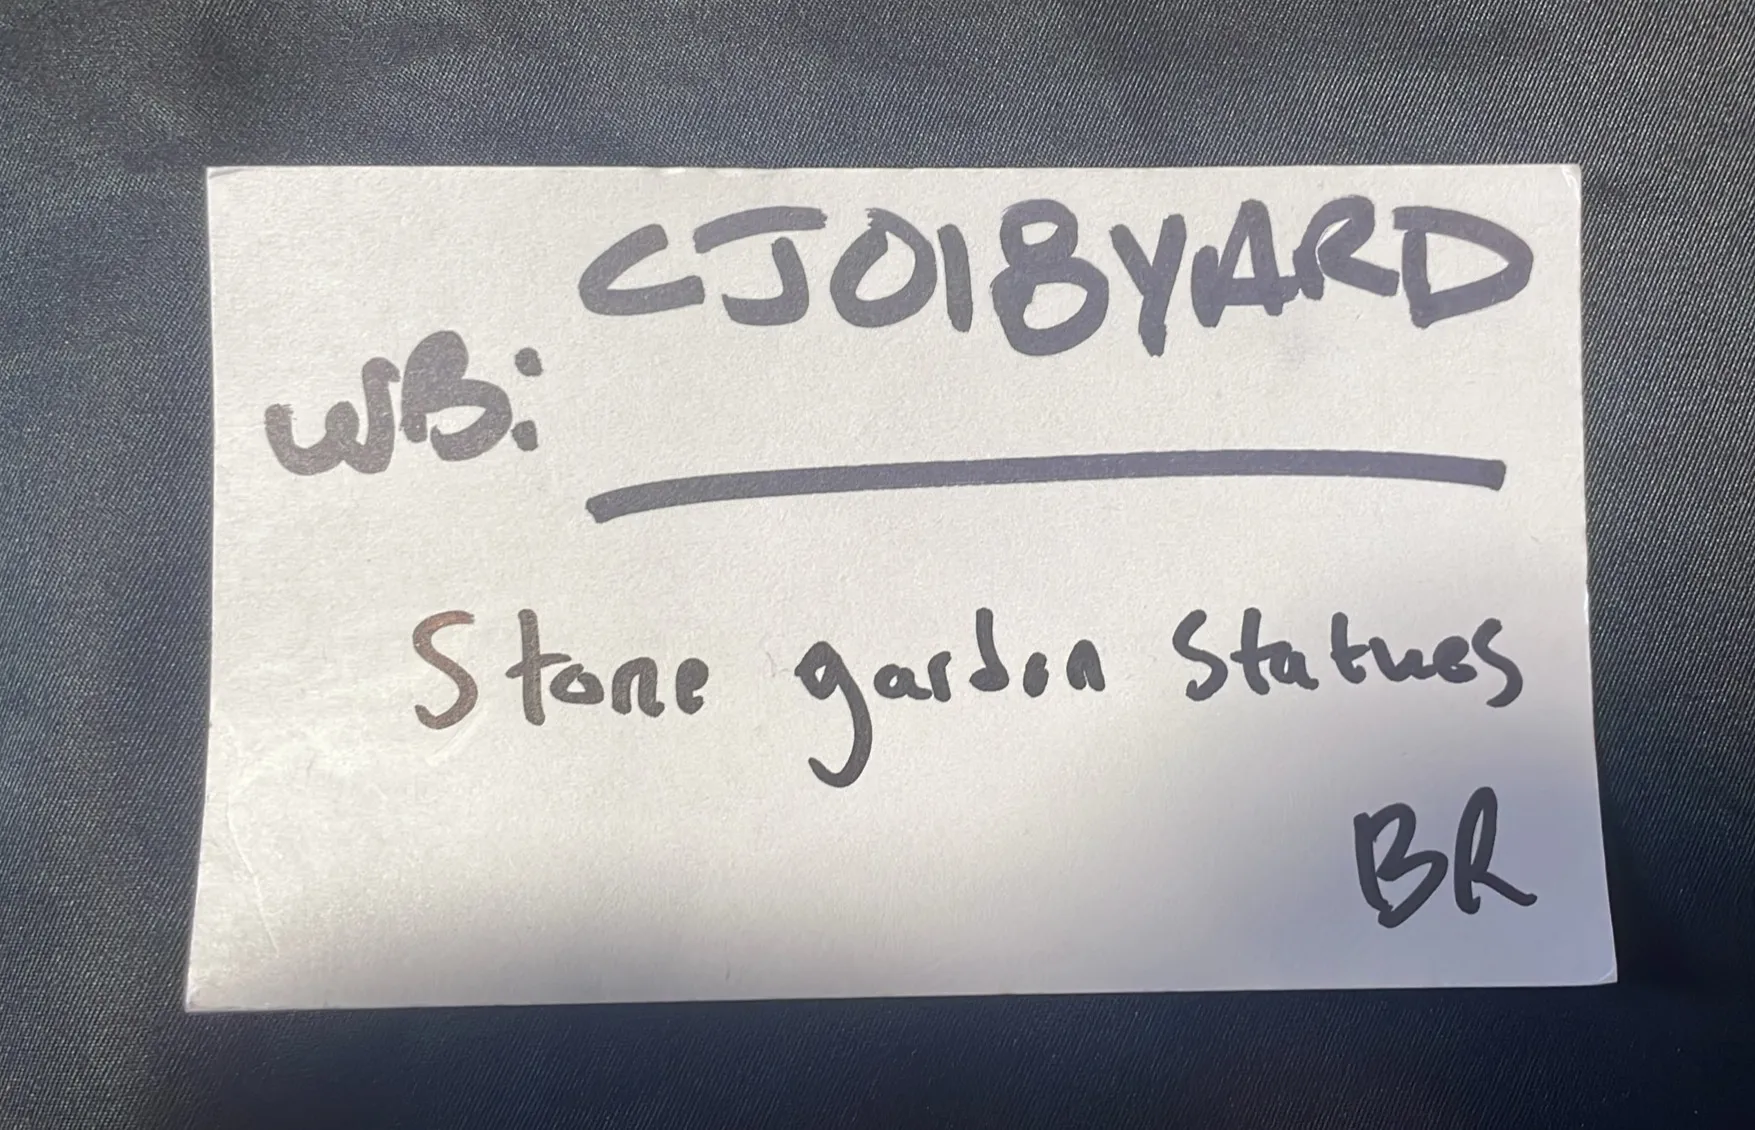 CJ018YARD
WB:
Stone garden statues
BR